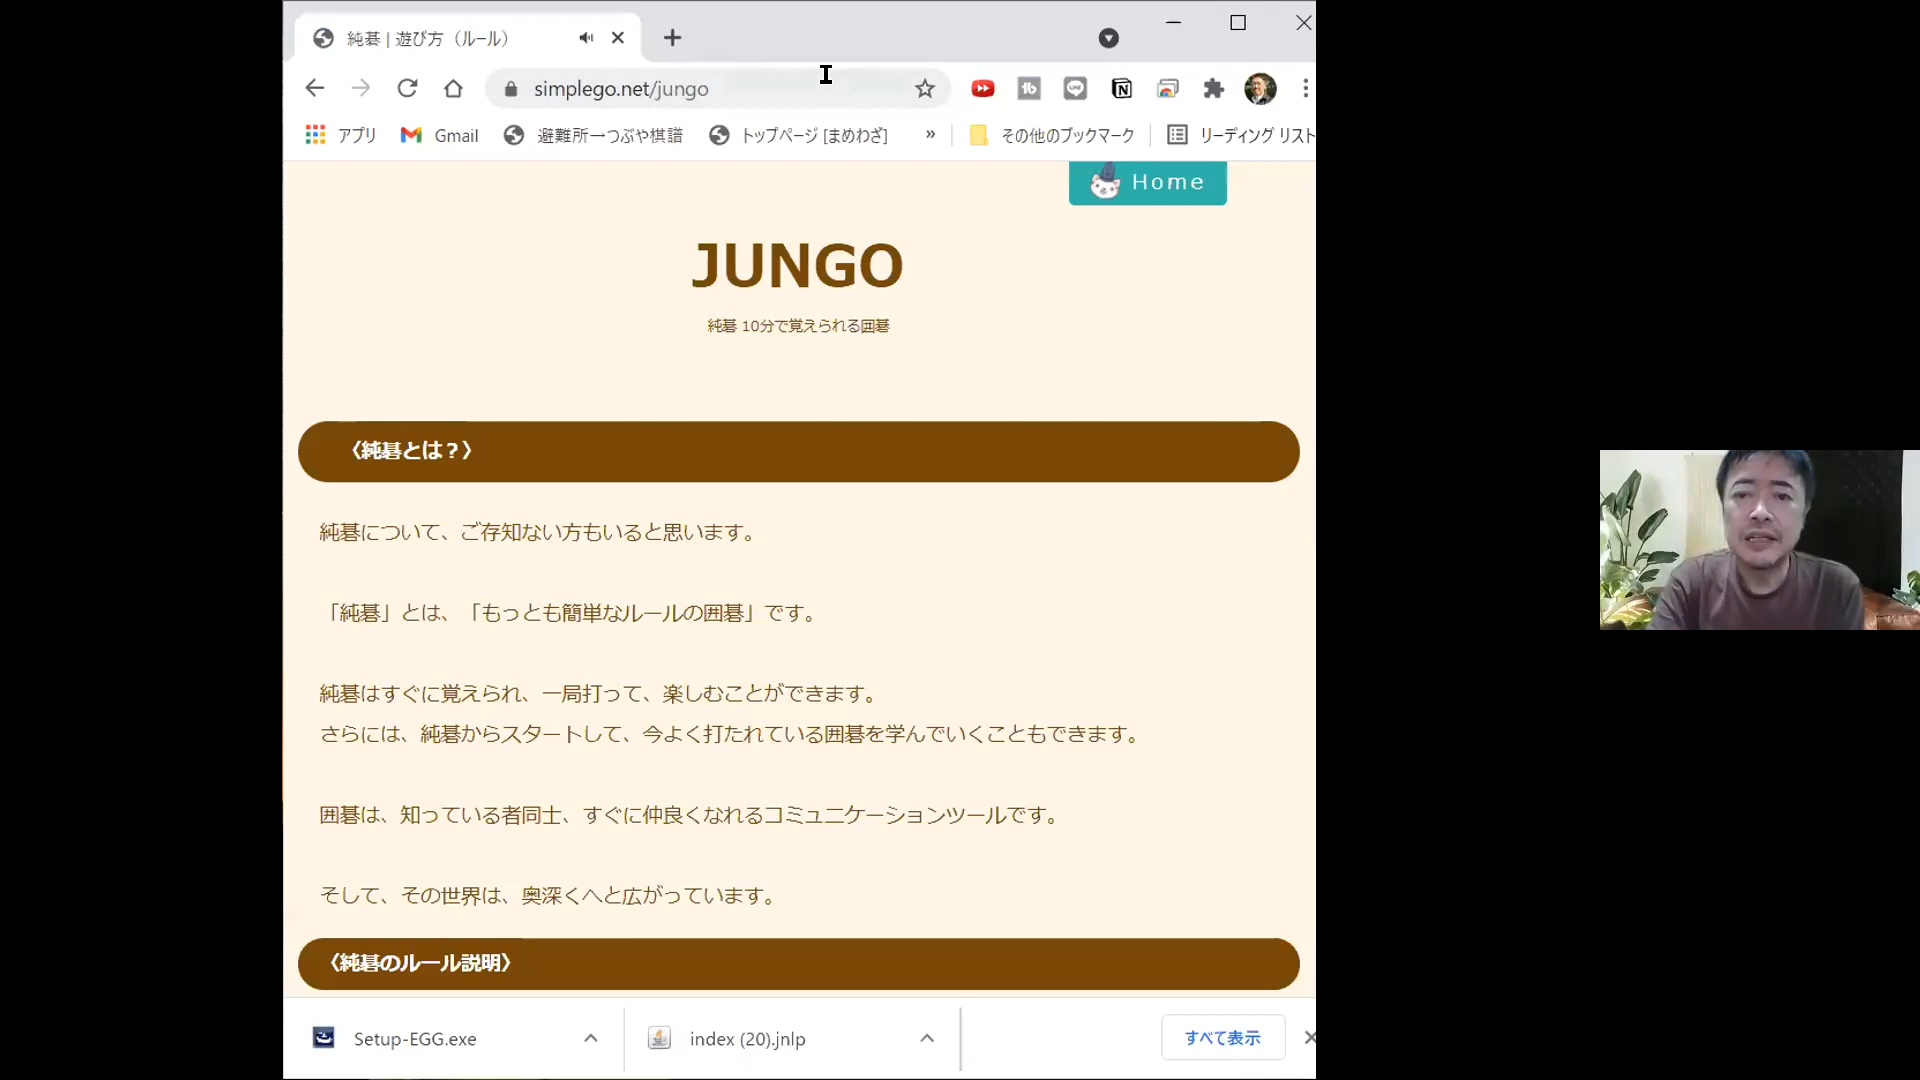 純碁 | 遊び方（ルール）
simplego.net/jungo
アプリ
Gmail
避難所→つぶや棋譜
トップページ [まめわざ]
»
その他のブックマーク
リーディング リスト
Home
JUNGO
純碁 10分で覚えられる囲碁
〈純碁とは？〉
純碁について、ご存知ない方もいると思います。
「純碁」とは、「もっとも簡単なルールの囲碁」です。
純碁はすぐに覚えられ、一局打って、楽しむことができます。
さらには、純碁からスタートして、今よく打たれている囲碁を学んでいくこともできます。
囲碁は、知っている者同士、すぐに仲良くなれるコミュニケーションツールです。
そして、その世界は、奥深くへと広がっています。
〈純碁のルール説明〉
Setup-EGG.exe
index (20).jnlp
すべて表示